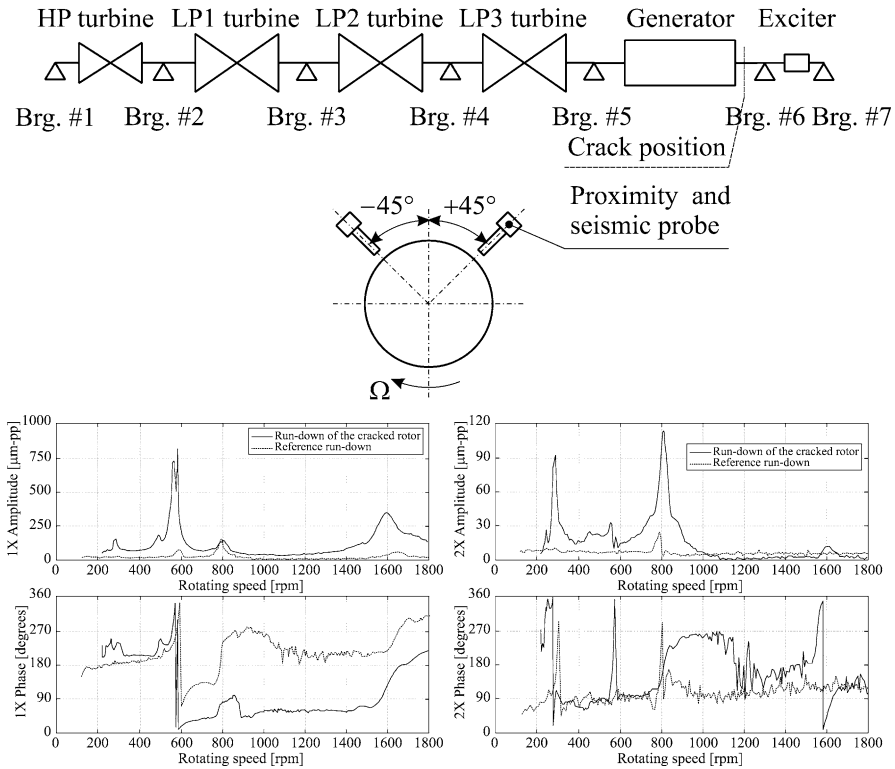 HP turbine LP1 turbine LP2 turbine LP3 turbine Generator Exciter
Brg. #1 Brg. #2 Brg. #3 Brg. #4 Brg. #5 Brg. #6 Brg. #7
Crack position
−45° +45°
Proximity and
seismic probe
Ω
1X Amplitude [μm-pp]
1000
750
500
250
0
Run-down of the cracked rotor
Reference run-down
0 200 400 600 800 1000 1200 1400 1600 1800
Rotating speed [rpm]
2X Amplitude [μm-pp]
120
90
60
30
0
Run-down of the cracked rotor
Reference run-down
0 200 400 600 800 1000 1200 1400 1600 1800
Rotating speed [rpm]
1X Phase [degrees]
360
270
180
90
0
0 200 400 600 800 1000 1200 1400 1600 1800
Rotating speed [rpm]
2X Phase [degrees]
360
270
180
90
0
0 200 400 600 800 1000 1200 1400 1600 1800
Rotating speed [rpm]